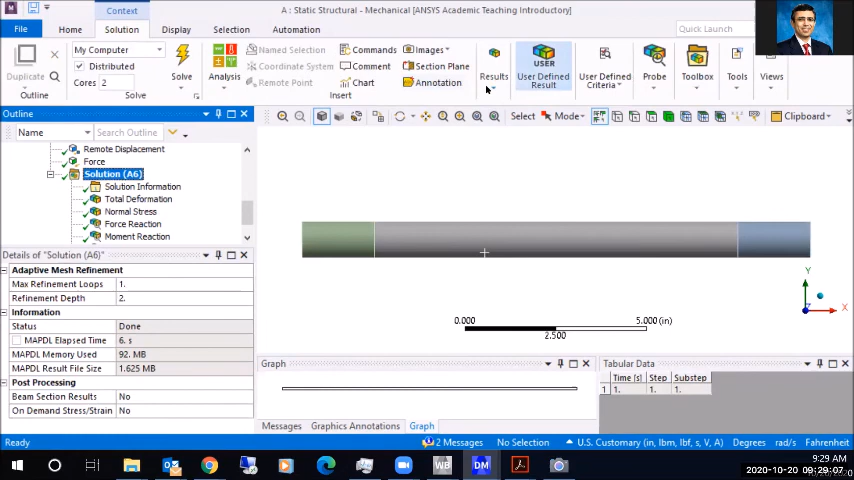 Context
A : Static Structural - Mechanical [ANSYS Academic Teaching Introductory]
File Home Solution Display Selection Automation Quick Launch
My Computer
Distributed
Cores 2
Duplicate
Outline
Solve
Solve
Analysis
Named Selection
Coordinate System
Remote Point
Commands
Comment
Chart
Images
Section Plane
Annotation
Insert
Results
USER
User Defined Result
User Defined Criteria
Probe
Toolbox
Tools
Views
Outline
Name Search Outline
Select Mode Clipboard
Remote Displacement
Force
Solution (A6)
Solution Information
Total Deformation
Normal Stress
Force Reaction
Moment Reaction
Details of "Solution (A6)"
Adaptive Mesh Refinement
Max Refinement Loops 1.
Refinement Depth 2.
Information
Status Done
MAPDL Elapsed Time 6. s
MAPDL Memory Used 92. MB
MAPDL Result File Size 1.625 MB
Post Processing
Beam Section Results No
On Demand Stress/Strain No
Y
X
Z
0.000 5.000 (in)
2.500
Graph
Messages Graphics Annotations Graph
Tabular Data
Time [s] Step Substep
1 1. 1. 1.
Ready 2 Messages No Selection U.S. Customary (in, lbm, lbf, s, V, A) Degrees rad/s Fahrenheit
WB
DM
9:29 AM
2020-10-20 09:29:07